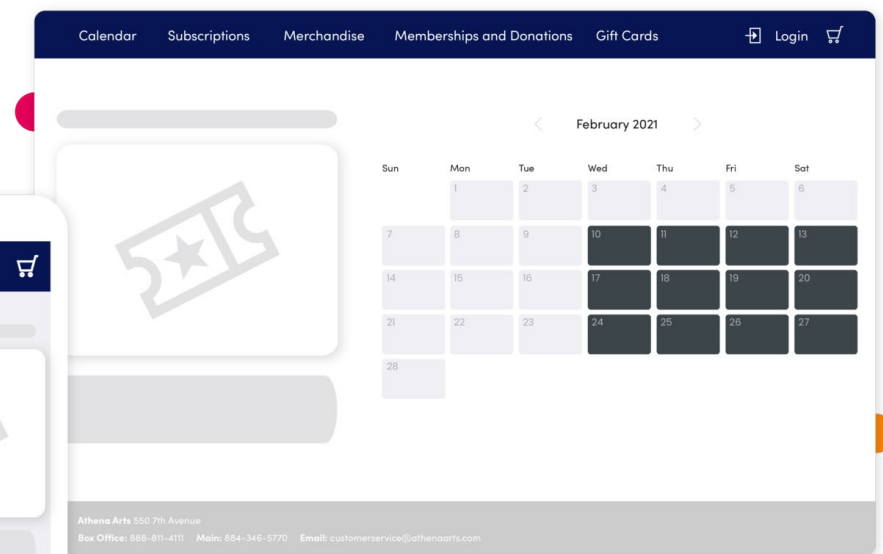 Calendar Subscriptions Merchandise Memberships and Donations Gift Cards Login
February 2021
Sun Mon Tue Wed Thu Fri Sat
1 2 3 4 5 6
7 8 9 10 11 12 13
14 15 16 17 18 19 20
21 22 23 24 25 26 27
28
Athena Arts 550 7th Avenue
Box Office: 888-811-4111 Main: 884-346-5770 Email: customerservice@athenaarts.com